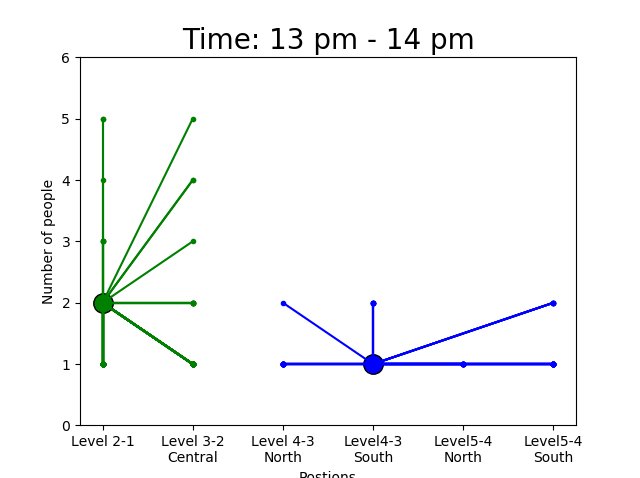 Time: 13 pm - 14 pm
6
5
4
3
2
1
0
Number of people
Level 2-1
Level 3-2
Central
Level 4-3
North
Level4-3
South
Level5-4
North
Level5-4
South
Postions